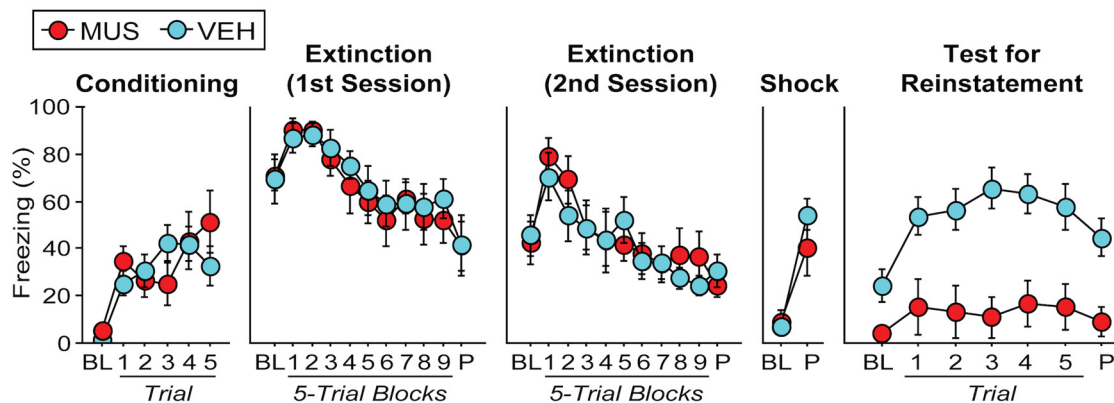 MUS VEH
Conditioning
Extinction
(1st Session)
Extinction
(2nd Session)
Shock
Test for
Reinstatement
Freezing (%)
100
80
60
40
20
0
BL 1 2 3 4 5
Trial
BL 1 2 3 4 5 6 7 8 9 P
5-Trial Blocks
BL 1 2 3 4 5 6 7 8 9 P
5-Trial Blocks
BL P
BL 1 2 3 4 5 P
Trial